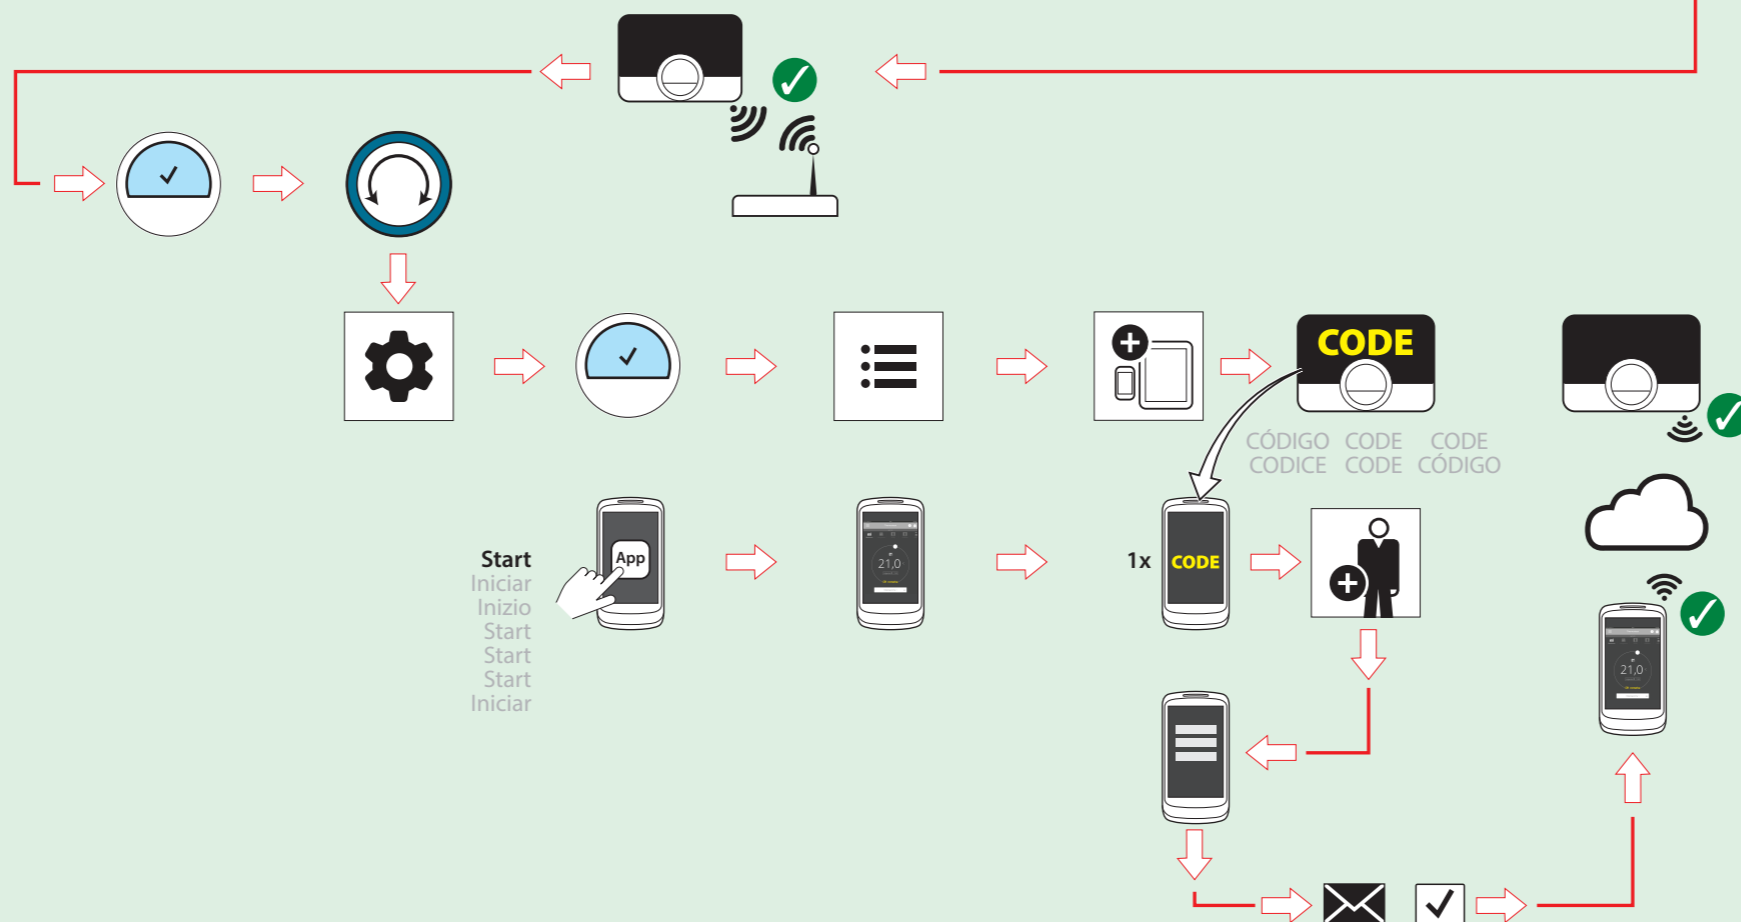 CODE
CÓDIGO CODE CODE
CODICE CODE CÓDIGO
Start
Iniciar
Inizio
Start
Start
Start
Iniciar
App
21,0
1x
CODE
21,0